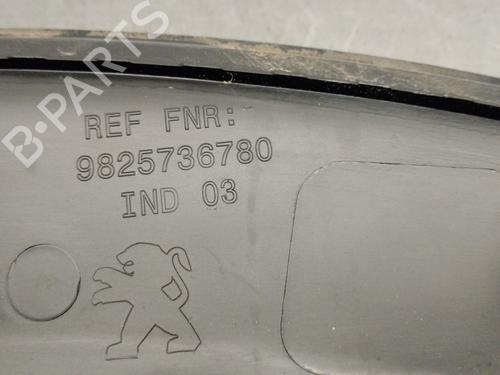 B-PARTS
REF FNR:
9825736780
IND 03